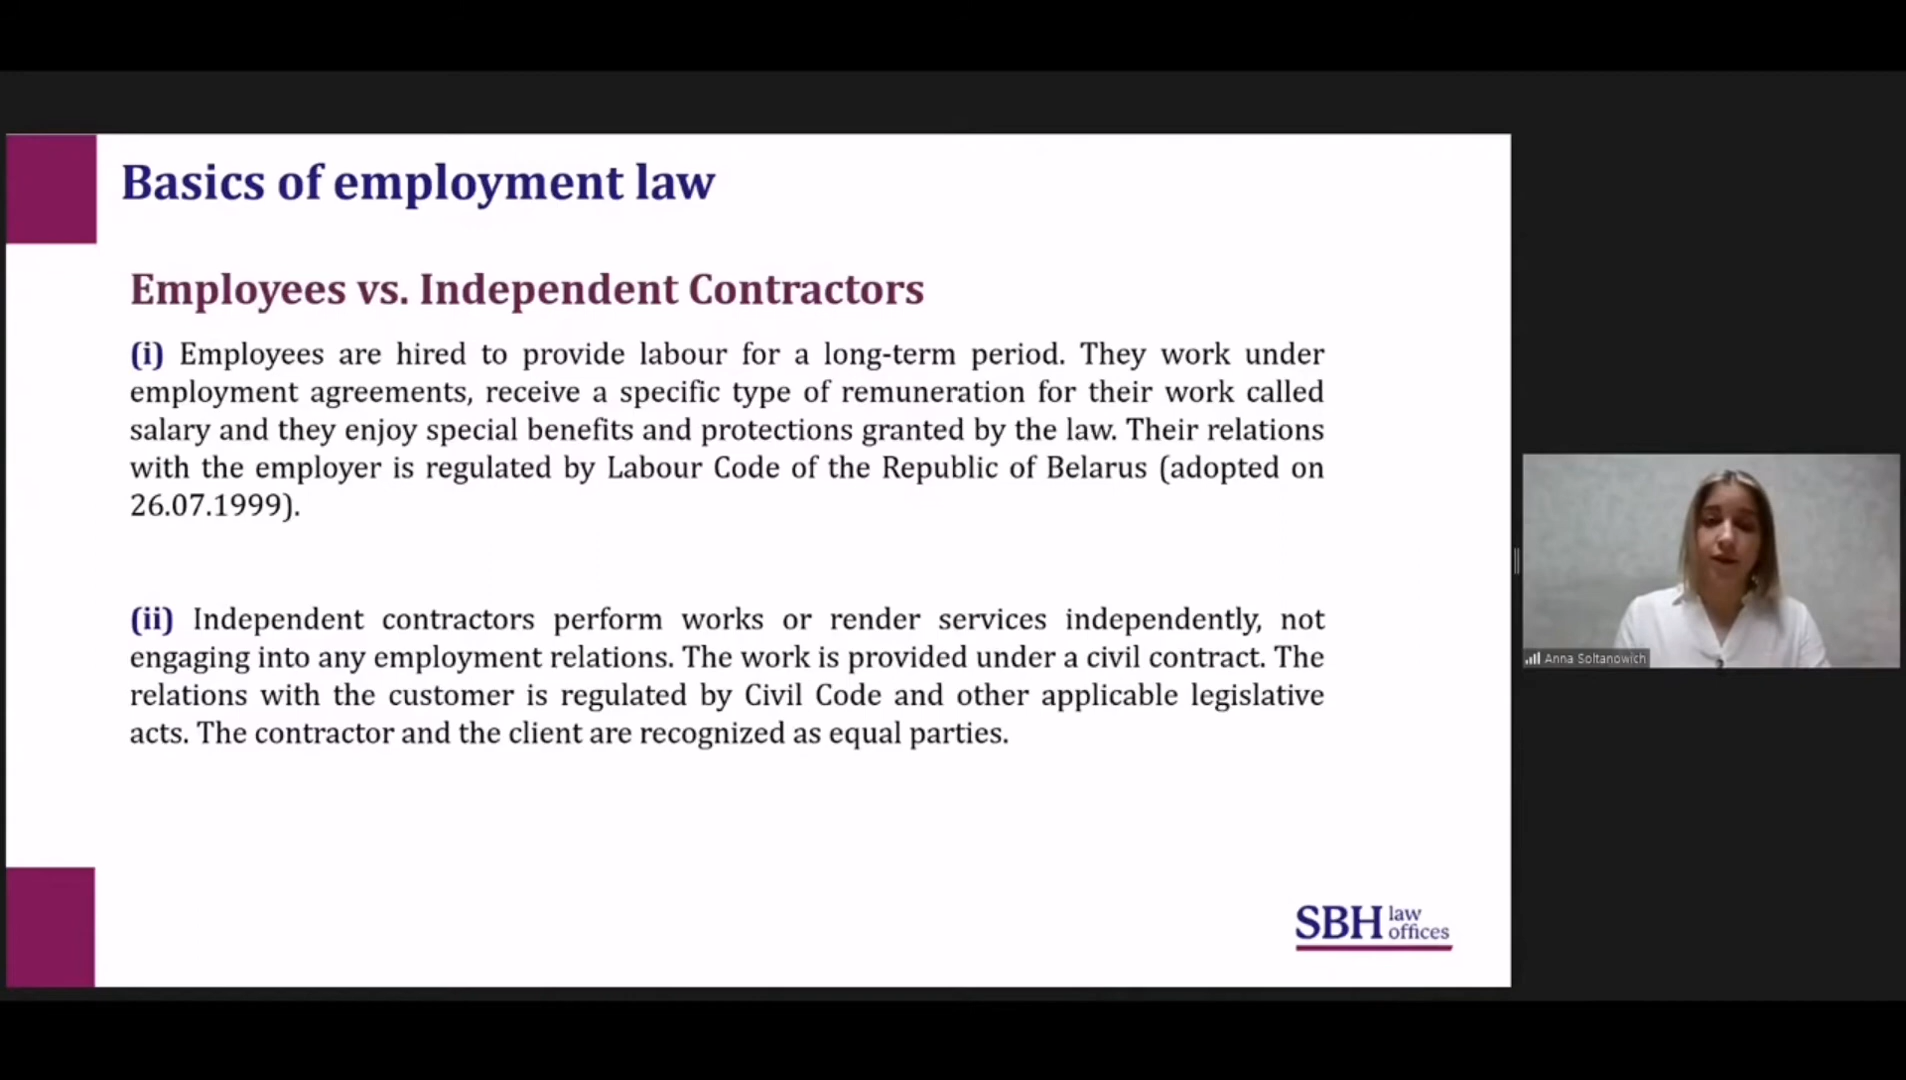 Basics of employment law
Employees vs. Independent Contractors
(i) Employees are hired to provide labour for a long-term period. They work under
employment agreements, receive a specific type of remuneration for their work called
salary and they enjoy special benefits and protections granted by the law. Their relations
with the employer is regulated by Labour Code of the Republic of Belarus (adopted on
26.07.1999).
(ii) Independent contractors perform works or render services independently, not
engaging into any employment relations. The work is provided under a civil contract. The
relations with the customer is regulated by Civil Code and other applicable legislative
acts. The contractor and the client are recognized as equal parties.
SBH law
offices
Anna Soltanowich